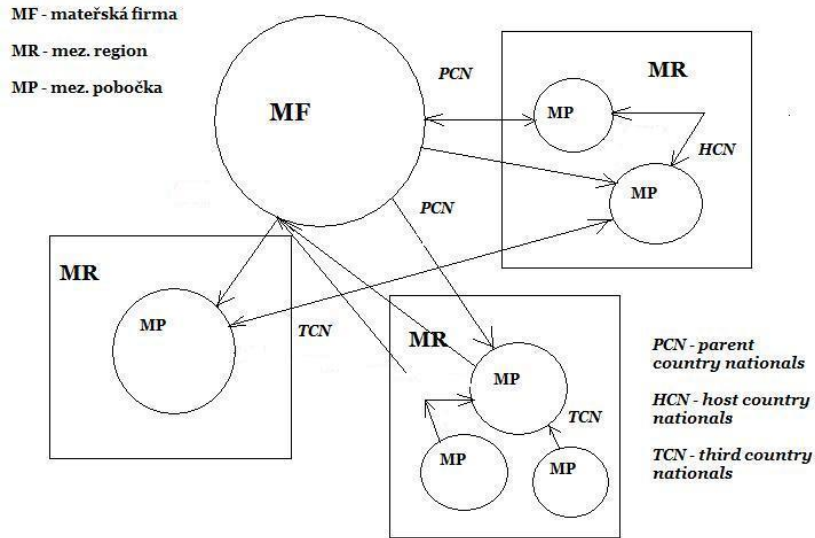 MF - mateřská firma
MR - mez. region
MP - mez. pobočka
MF
PCN
MR
MP
HCN
MP
PCN
MR
MP
TCN
MR
MP
TCN
MP
MP
PCN - parent
country nationals
HCN - host country
nationals
TCN - third country
nationals